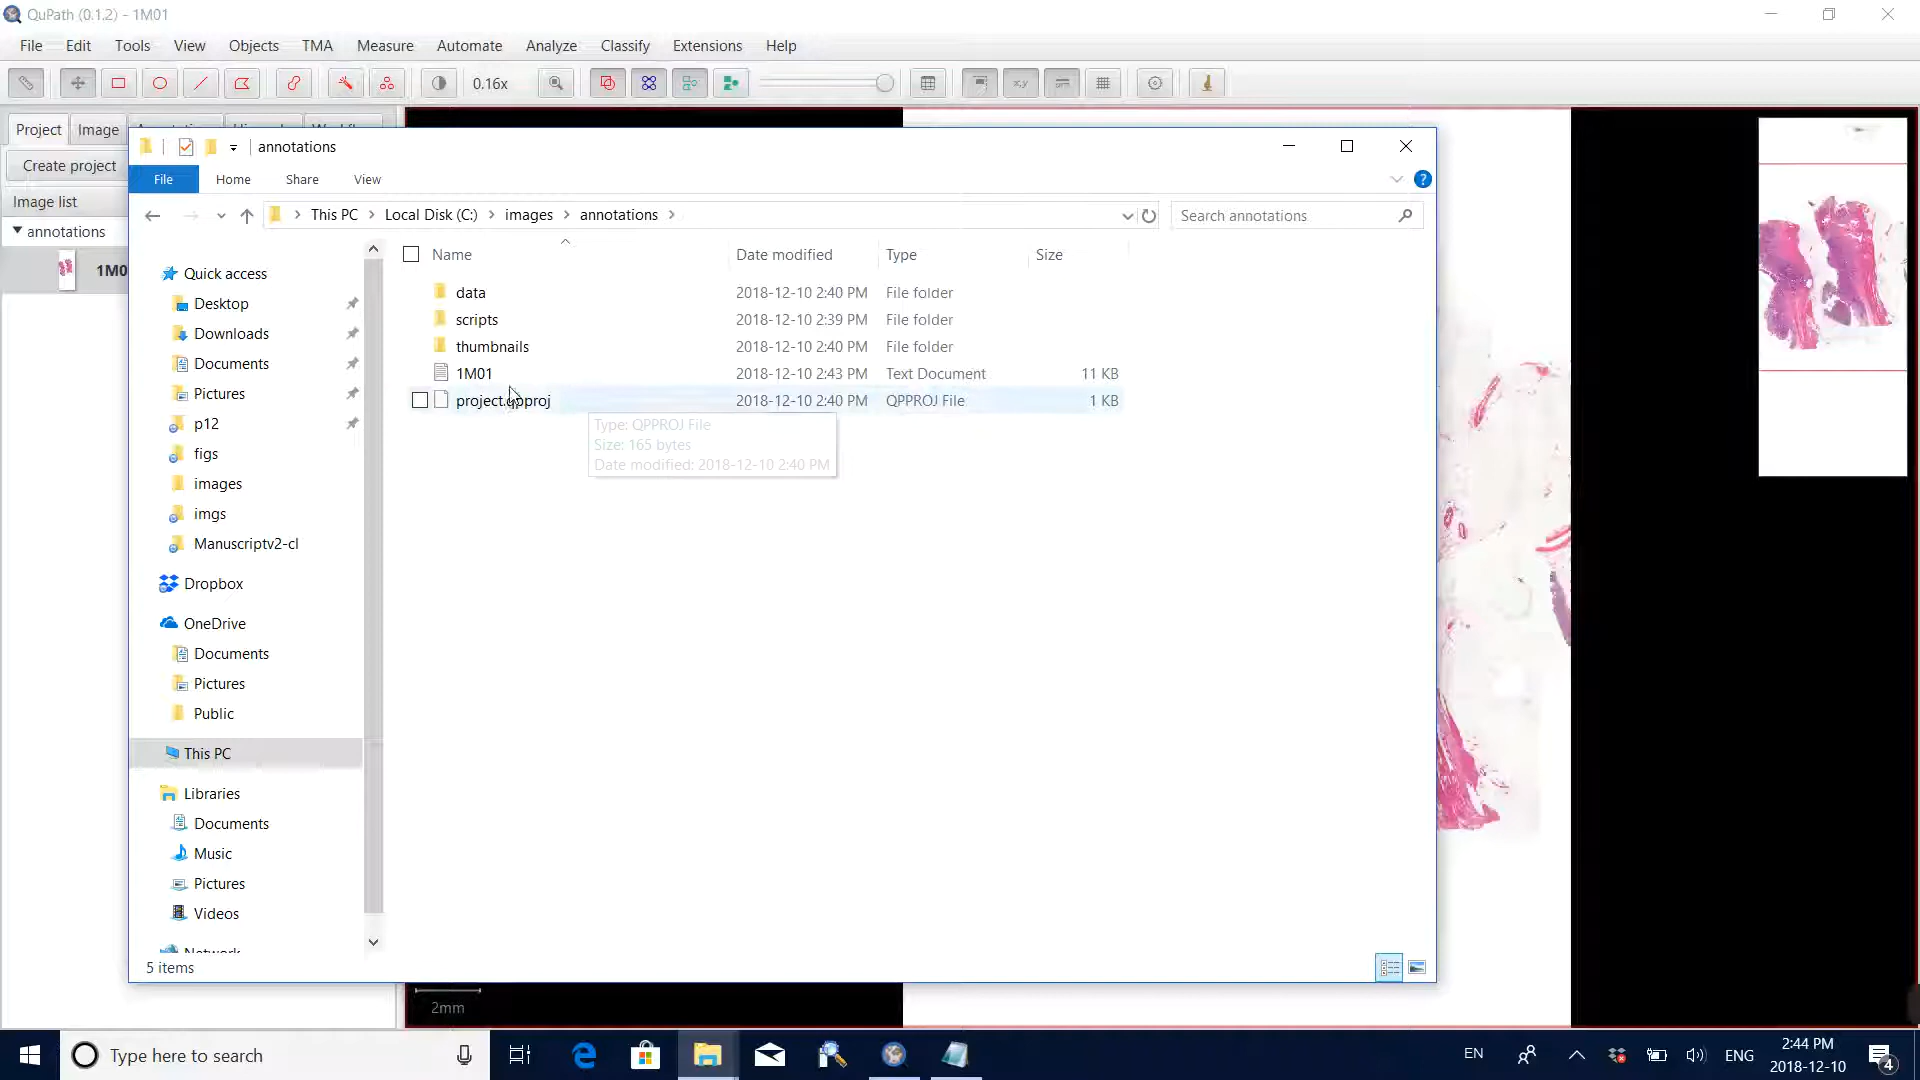 QuPath (0.1.2) - 1M01
File Edit Tools View Objects TMA Measure Automate Analyze Classify Extensions Help
0.16x
Project Image
Create project
Image list
annotations
1M0
annotations
File Home Share View
This PC Local Disk (C:) images annotations
Search annotations
Name Date modified Type Size
data 2018-12-10 2:40 PM File folder
scripts 2018-12-10 2:39 PM File folder
thumbnails 2018-12-10 2:40 PM File folder
1M01 2018-12-10 2:43 PM Text Document 11 KB
project.qpproj 2018-12-10 2:40 PM QPPROJ File 1 KB
Type: QPPROJ File
Size: 165 bytes
Date modified: 2018-12-10 2:40 PM
Quick access
Desktop
Downloads
Documents
Pictures
p12
figs
images
imgs
Manuscriptv2-cl
Dropbox
OneDrive
Documents
Pictures
Public
This PC
Libraries
Documents
Music
Pictures
Videos
Network
5 items
2mm
Type here to search
EN
ENG
2:44 PM
2018-12-10
4